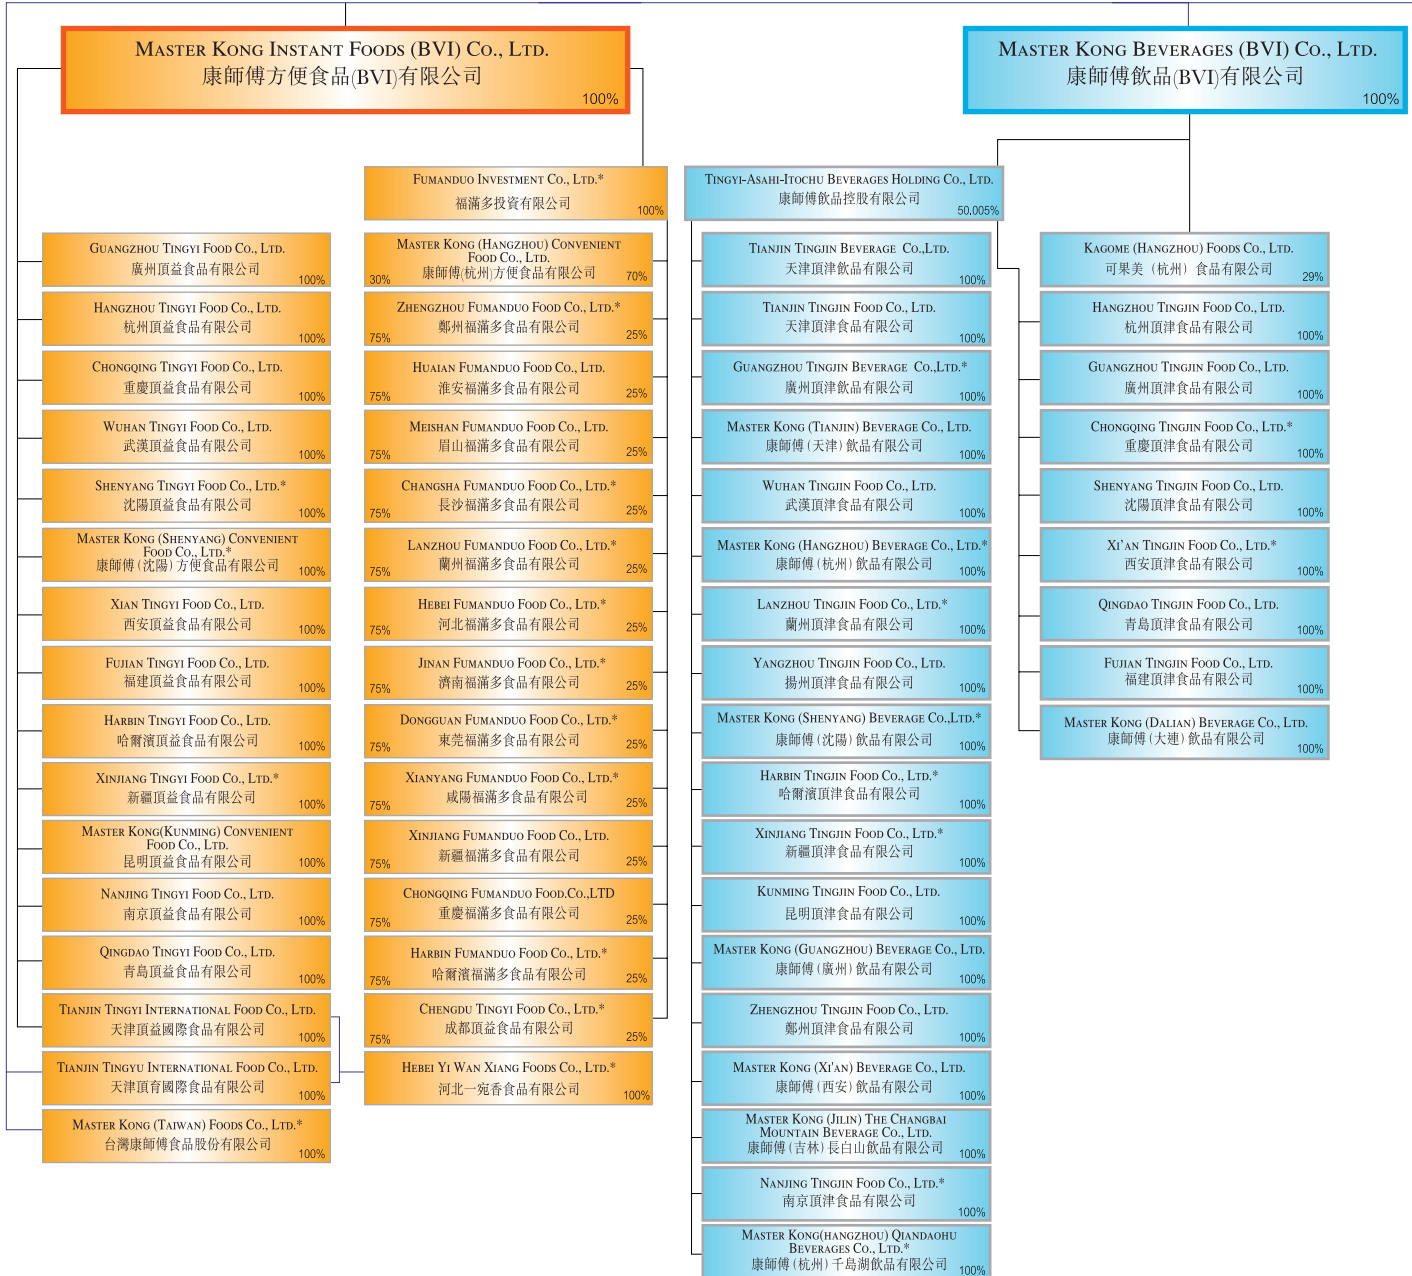 MASTER KONG INSTANT FOODS (BVI) CO., LTD.
康師傅方便食品(BVI)有限公司
100%
MASTER KONG BEVERAGES (BVI) CO., LTD.
康師傅飲品(BVI)有限公司
100%
FUMANDUO INVESTMENT CO., LTD.*
福滿多投資有限公司
100%
TINGYI-ASAHI-ITOCHU BEVERAGES HOLDING CO., LTD.
康師傅飲品控股有限公司
50.005%
GUANGZHOU TINGYI FOOD CO., LTD.
廣州頂益食品有限公司
100%
HANGZHOU TINGYI FOOD CO., LTD.
杭州頂益食品有限公司
100%
CHONGQING TINGYI FOOD CO., LTD.
重慶頂益食品有限公司
100%
WUHAN TINGYI FOOD CO., LTD.
武漢頂益食品有限公司
100%
SHENYANG TINGYI FOOD CO., LTD.*
沈陽頂益食品有限公司
100%
MASTER KONG (SHENYANG) CONVENIENT
FOOD CO., LTD.*
康師傅(沈陽)方便食品有限公司
100%
XIAN TINGYI FOOD CO., LTD.
西安頂益食品有限公司
100%
FUJIAN TINGYI FOOD CO., LTD.
福建頂益食品有限公司
100%
HARBIN TINGYI FOOD CO., LTD.
哈爾濱頂益食品有限公司
100%
XINJIANG TINGYI FOOD CO., LTD.*
新疆頂益食品有限公司
100%
MASTER KONG(KUNMING) CONVENIENT
FOOD CO., LTD.
昆明頂益食品有限公司
100%
NANJING TINGYI FOOD CO., LTD.
南京頂益食品有限公司
100%
QINGDAO TINGYI FOOD CO., LTD.
青島頂益食品有限公司
100%
TIANJIN TINGYI INTERNATIONAL FOOD CO., LTD.
天津頂益國際食品有限公司
100%
TIANJIN TINGYU INTERNATIONAL FOOD CO., LTD.
天津頂育國際食品有限公司
100%
MASTER KONG (TAIWAN) FOODS CO., LTD.*
台灣康師傅食品股份有限公司
100%
MASTER KONG (HANGZHOU) CONVENIENT
FOOD CO., LTD.
康師傅(杭州)方便食品有限公司
30% 70%
ZHENGZHOU FUMANDUO FOOD CO., LTD.*
鄭州福滿多食品有限公司
75% 25%
HUAIAN FUMANDUO FOOD CO., LTD.
淮安福滿多食品有限公司
75% 25%
MEISHAN FUMANDUO FOOD CO., LTD.
眉山福滿多食品有限公司
75% 25%
CHANGSHA FUMANDUO FOOD CO., LTD.*
長沙福滿多食品有限公司
75% 25%
LANZHOU FUMANDUO FOOD CO., LTD.*
蘭州福滿多食品有限公司
75% 25%
HEBEI FUMANDUO FOOD CO., LTD.*
河北福滿多食品有限公司
75% 25%
JINAN FUMANDUO FOOD CO., LTD.*
濟南福滿多食品有限公司
75% 25%
DONGGUAN FUMANDUO FOOD CO., LTD.*
東莞福滿多食品有限公司
75% 25%
XIANYANG FUMANDUO FOOD CO., LTD.*
咸陽福滿多食品有限公司
75% 25%
XINJIANG FUMANDUO FOOD CO., LTD.
新疆福滿多食品有限公司
75% 25%
CHONGQING FUMANDUO FOOD.CO.,LTD
重慶福滿多食品有限公司
75% 25%
HARBIN FUMANDUO FOOD CO., LTD.*
哈爾濱福滿多食品有限公司
75% 25%
CHENGDU TINGYI FOOD CO., LTD.*
成都頂益食品有限公司
75% 25%
HEBEI YI WAN XIANG FOODS CO., LTD.*
河北一宛香食品有限公司
100%
TIANJIN TINGJIN BEVERAGE CO.,LTD.
天津頂津飲品有限公司
100%
TIANJIN TINGJIN FOOD CO., LTD.
天津頂津食品有限公司
100%
GUANGZHOU TINGJIN BEVERAGE CO.,LTD.*
廣州頂津飲品有限公司
100%
MASTER KONG (TIANJIN) BEVERAGE CO., LTD.
康師傅(天津)飲品有限公司
100%
WUHAN TINGJIN FOOD CO., LTD.
武漢頂津食品有限公司
100%
MASTER KONG (HANGZHOU) BEVERAGE CO., LTD.*
康師傅(杭州)飲品有限公司
100%
LANZHOU TINGJIN FOOD CO., LTD.*
蘭州頂津食品有限公司
100%
YANGZHOU TINGJIN FOOD CO., LTD.
揚州頂津食品有限公司
100%
MASTER KONG (SHENYANG) BEVERAGE CO.,LTD.*
康師傅(沈陽)飲品有限公司
100%
HARBIN TINGJIN FOOD CO., LTD.*
哈爾濱頂津食品有限公司
100%
XINJIANG TINGJIN FOOD CO., LTD.*
新疆頂津食品有限公司
100%
KUNMING TINGJIN FOOD CO., LTD.
昆明頂津食品有限公司
100%
MASTER KONG (GUANGZHOU) BEVERAGE CO., LTD.
康師傅(廣州)飲品有限公司
100%
ZHENGZHOU TINGJIN FOOD CO., LTD.
鄭州頂津食品有限公司
100%
MASTER KONG (XI'AN) BEVERAGE CO., LTD.
康師傅(西安)飲品有限公司
100%
MASTER KONG (JILIN) THE CHANGBAI
MOUNTAIN BEVERAGE CO., LTD.
康師傅(吉林)長白山飲品有限公司
100%
NANJING TINGJIN FOOD CO., LTD.*
南京頂津食品有限公司
100%
MASTER KONG(HANGZHOU) QIANDAOHU
BEVERAGES CO., LTD.*
康師傅(杭州)千島湖飲品有限公司
100%
KAGOME (HANGZHOU) FOODS CO., LTD.
可果美（杭州）食品有限公司
29%
HANGZHOU TINGJIN FOOD CO., LTD.
杭州頂津食品有限公司
100%
GUANGZHOU TINGJIN FOOD CO., LTD.
廣州頂津食品有限公司
100%
CHONGQING TINGJIN FOOD CO., LTD.*
重慶頂津食品有限公司
100%
SHENYANG TINGJIN FOOD CO., LTD.
沈陽頂津食品有限公司
100%
XI'AN TINGJIN FOOD CO., LTD.*
西安頂津食品有限公司
100%
QINGDAO TINGJIN FOOD CO., LTD.
青島頂津食品有限公司
100%
FUJIAN TINGJIN FOOD CO., LTD.
福建頂津食品有限公司
100%
MASTER KONG (DALIAN) BEVERAGE CO., LTD.
康師傅(大連)飲品有限公司
100%